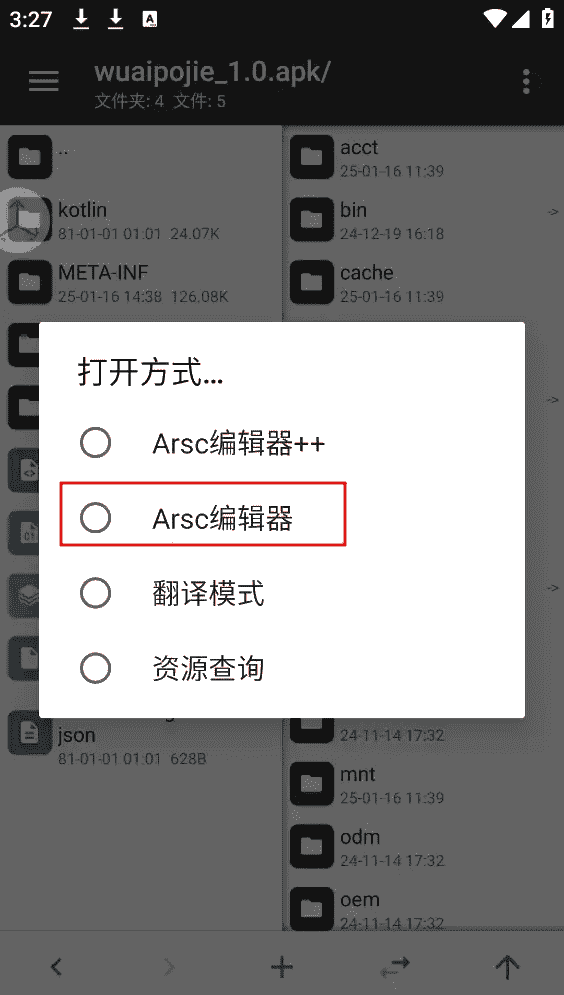 3:27
A
wuaipojie_1.0.apk/
文件夹: 4 文件: 5
..
kotlin
81-01-01 01:01 24.07K
META-INF
25-01-16 14:38 126.08K
json
81-01-01 01:01 628B
acct
25-01-16 11:39
bin
24-12-19 16:18
->
cache
25-01-16 11:39
->
->
24-11-14 17:32
mnt
25-01-16 11:39
odm
24-11-14 17:32
oem
24-11-14 17:32
打开方式...
Arsc编辑器++
Arsc编辑器
翻译模式
资源查询